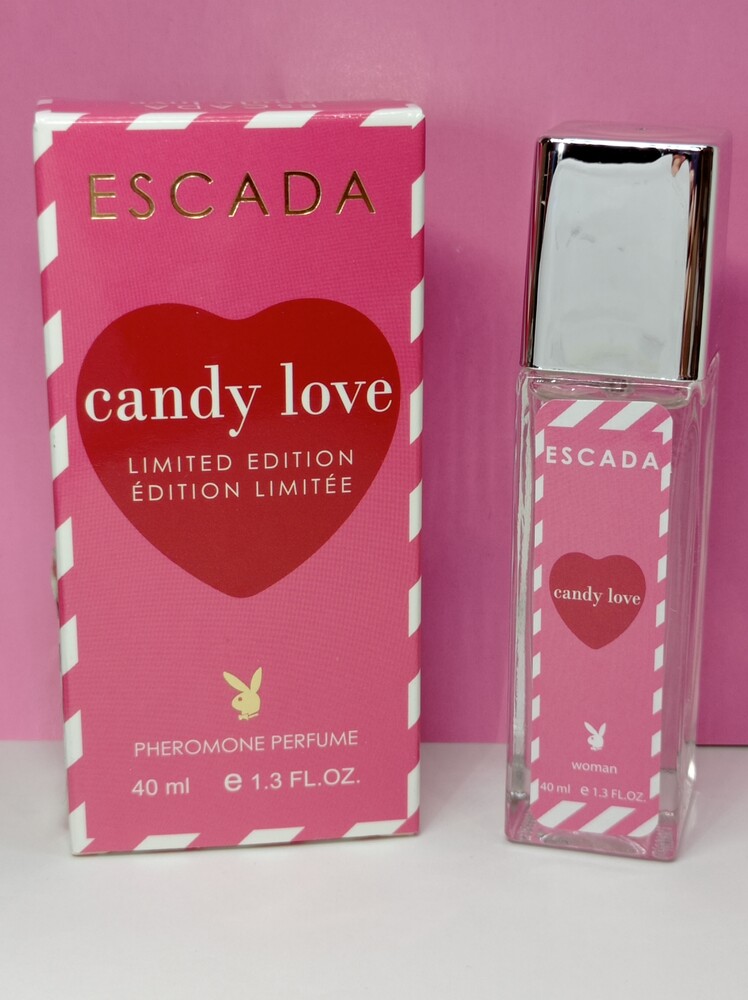 ESCADA
candy love
LIMITED EDITION
ÉDITION LIMITÉE
PHEROMONE PERFUME
40 ml e 1.3 FL.OZ.
ESCADA
candy love
woman
40 ml e 1.3 FL.OZ.